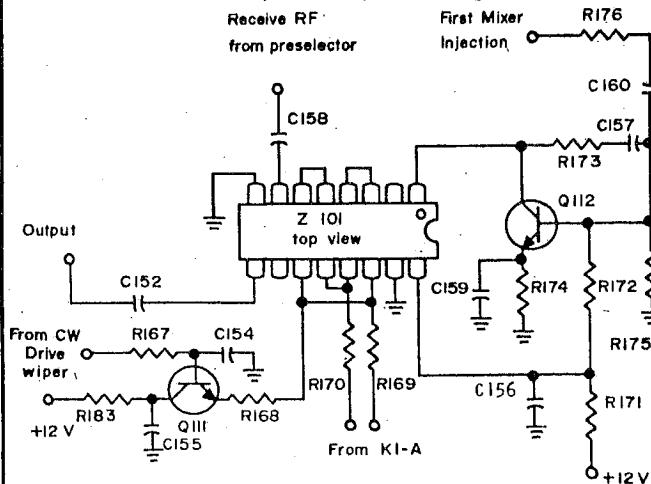 Receive RF
from preselector
First Mixer
Injection
R176
C160
C158
C157
R173
Q112
Z 101
top view
Output
C152
C159
R174
R172
R175
From CW
Drive
wiper
R167
C154
R170
R169
C156
R171
R183
+12 V
C155
Q111
R168
From K1-A
+12V